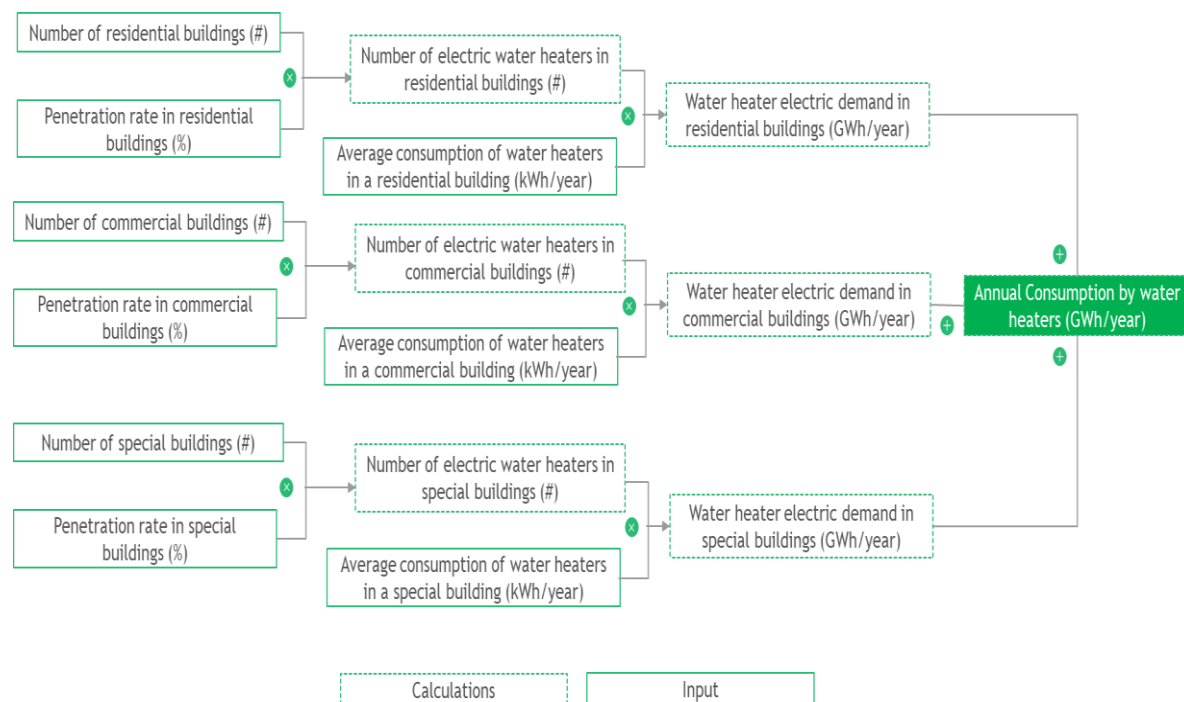 Number of residential buildings (#)
x
Penetration rate in residential
buildings (%)
Number of electric water heaters in
residential buildings (#)
x
Average consumption of water heaters
in a residential building (kWh/year)
Water heater electric demand in
residential buildings (GWh/year)
Number of commercial buildings (#)
x
Penetration rate in commercial
buildings (%)
Number of electric water heaters in
commercial buildings (#)
x
Average consumption of water heaters
in a commercial building (kWh/year)
Water heater electric demand in
commercial buildings (GWh/year)
Number of special buildings (#)
x
Penetration rate in special
buildings (%)
Number of electric water heaters in
special buildings (#)
x
Average consumption of water heaters
in a special building (kWh/year)
Water heater electric demand in
special buildings (GWh/year)
+
+
+
Annual Consumption by water
heaters (GWh/year)
Calculations
Input